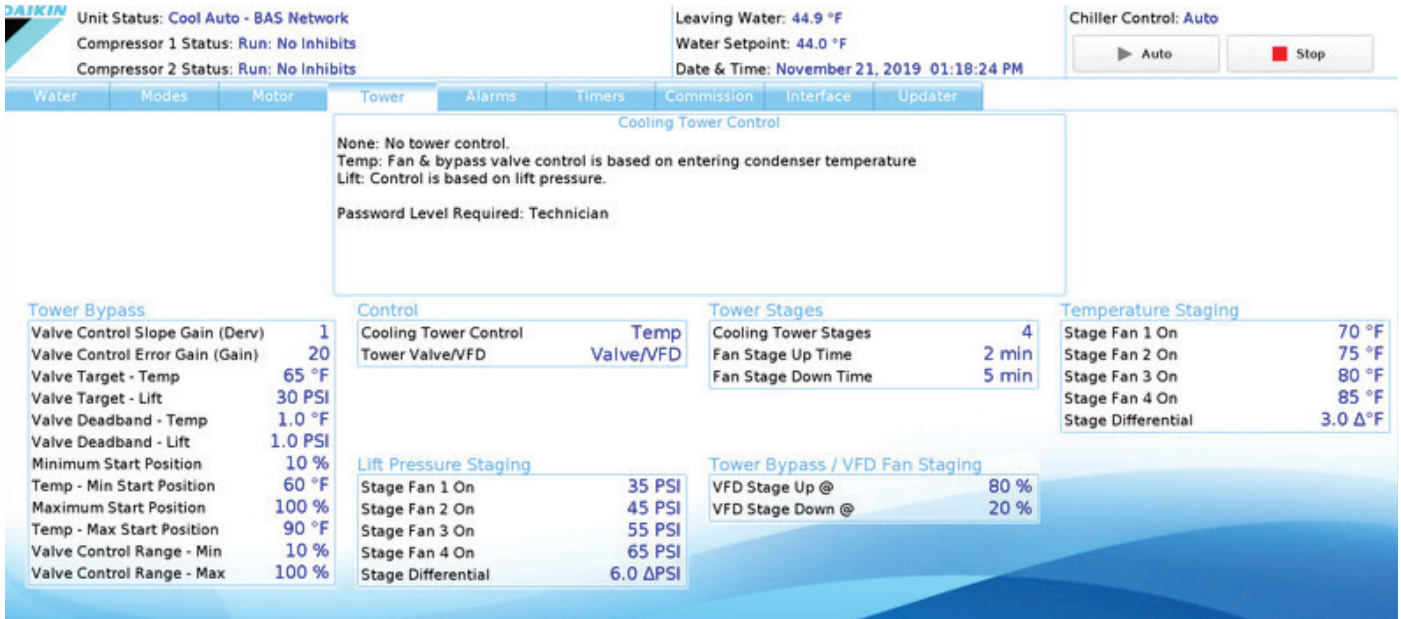 DAIKIN
Unit Status: Cool Auto - BAS Network
Compressor 1 Status: Run: No Inhibits
Compressor 2 Status: Run: No Inhibits
Leaving Water: 44.9 °F
Water Setpoint: 44.0 °F
Date & Time: November 21, 2019 01:18:24 PM
Chiller Control: Auto
Auto
Stop
Water Modes Motor Tower Alarms Timers Commission Interface Updater
Cooling Tower Control
None: No tower control.
Temp: Fan & bypass valve control is based on entering condenser temperature
Lift: Control is based on lift pressure.
Password Level Required: Technician
Tower Bypass
Valve Control Slope Gain (Derv) 1
Valve Control Error Gain (Gain) 20
Valve Target - Temp 65 °F
Valve Target - Lift 30 PSI
Valve Deadband - Temp 1.0 °F
Valve Deadband - Lift 1.0 PSI
Minimum Start Position 10 %
Temp - Min Start Position 60 °F
Maximum Start Position 100 %
Temp - Max Start Position 90 °F
Valve Control Range - Min 10 %
Valve Control Range - Max 100 %
Control
Cooling Tower Control Temp
Tower Valve/VFD Valve/VFD
Lift Pressure Staging
Stage Fan 1 On 35 PSI
Stage Fan 2 On 45 PSI
Stage Fan 3 On 55 PSI
Stage Fan 4 On 65 PSI
Stage Differential 6.0 ΔPSI
Tower Stages
Cooling Tower Stages 4
Fan Stage Up Time 2 min
Fan Stage Down Time 5 min
Tower Bypass / VFD Fan Staging
VFD Stage Up @ 80 %
VFD Stage Down @ 20 %
Temperature Staging
Stage Fan 1 On 70 °F
Stage Fan 2 On 75 °F
Stage Fan 3 On 80 °F
Stage Fan 4 On 85 °F
Stage Differential 3.0 Δ°F